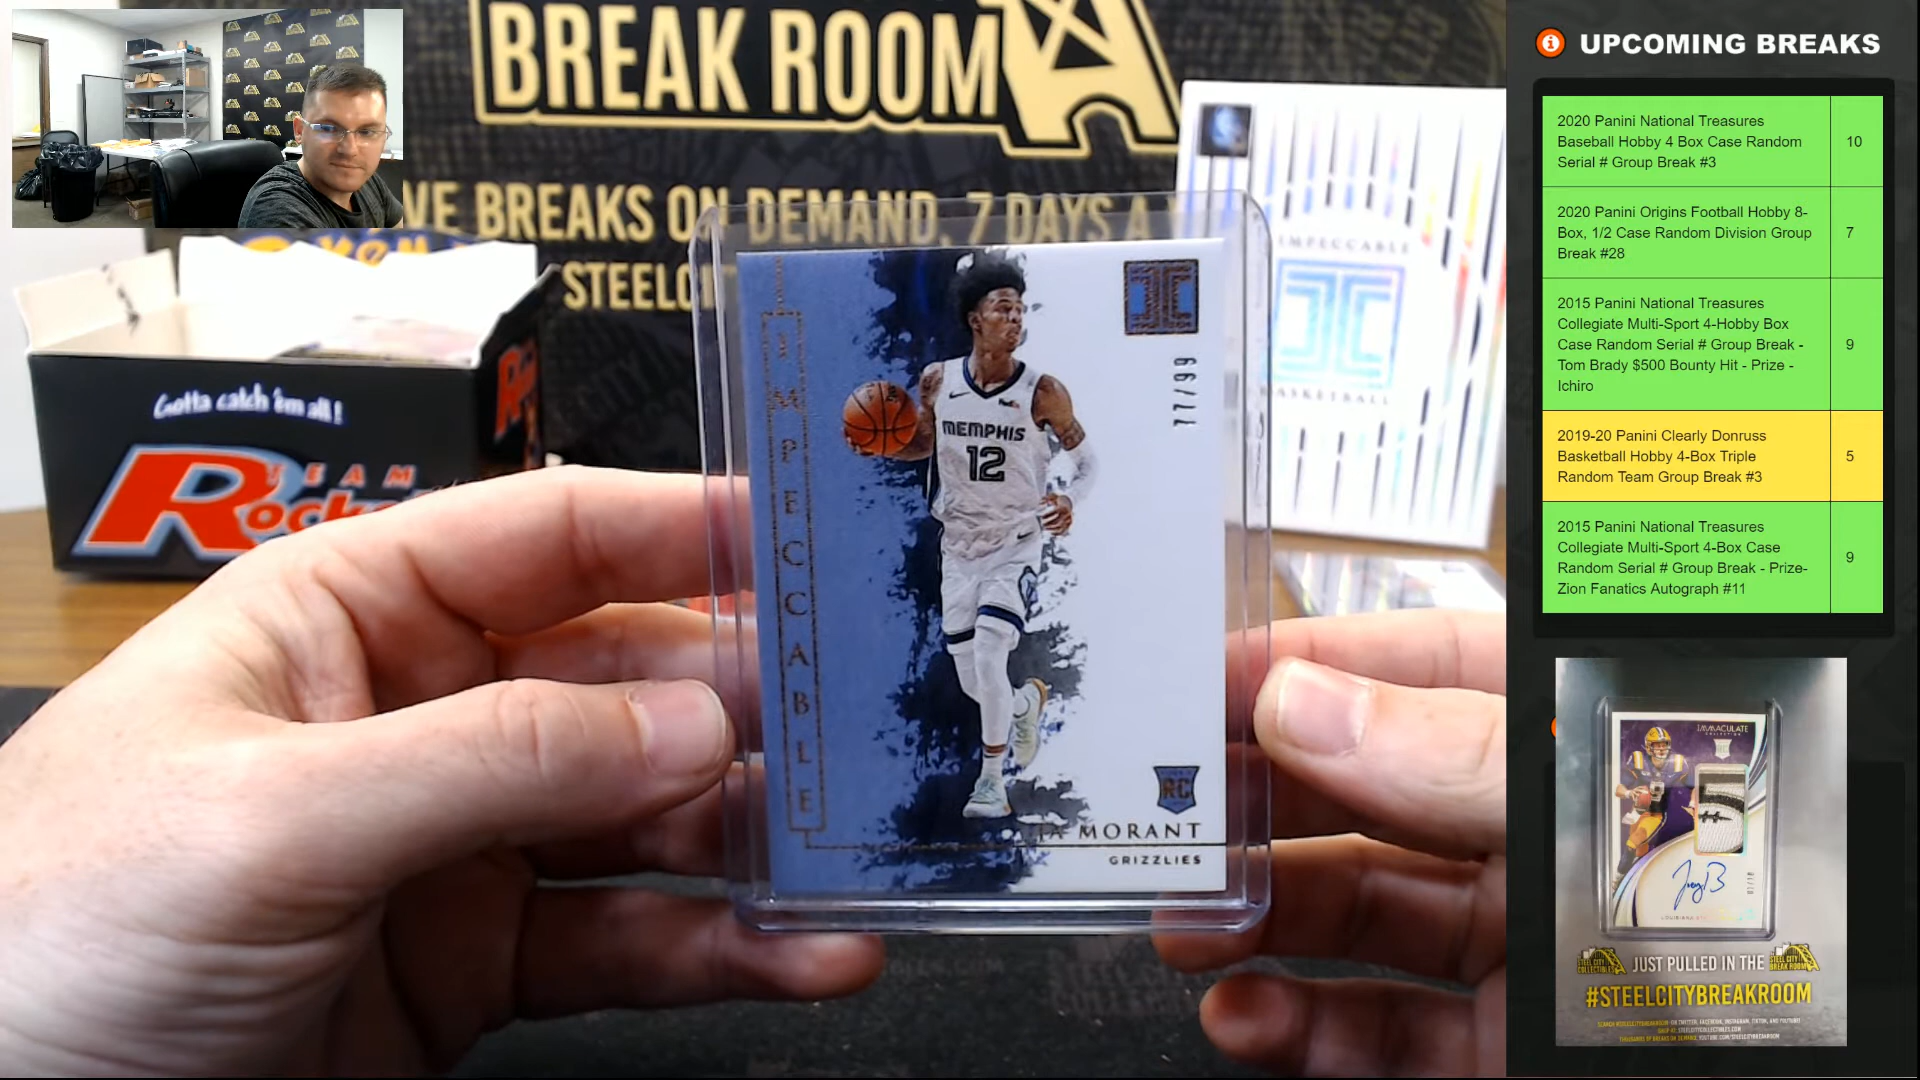 BREAK ROOM
VE BREAKS ON DEMAND, 7 DAYS A
STEELC
Gotta catch 'em all!
TEAM
Rocke
IMPECCABLE
BASKETBALL
IMPECCABLE
77/99
MEMPHIS
12
RC
JA MORANT
GRIZZLIES
UPCOMING BREAKS
2020 Panini National Treasures
Baseball Hobby 4 Box Case Random
Serial # Group Break #3
10
2020 Panini Origins Football Hobby 8-
Box, 1/2 Case Random Division Group
Break #28
7
2015 Panini National Treasures
Collegiate Multi-Sport 4-Hobby Box
Case Random Serial # Group Break -
Tom Brady $500 Bounty Hit - Prize -
Ichiro
9
2019-20 Panini Clearly Donruss
Basketball Hobby 4-Box Triple
Random Team Group Break #3
5
2015 Panini National Treasures
Collegiate Multi-Sport 4-Box Case
Random Serial # Group Break - Prize-
Zion Fanatics Autograph #11
9
IMMACULATE
COLLECTION
JUST PULLED IN THE
#STEELCITYBREAKROOM